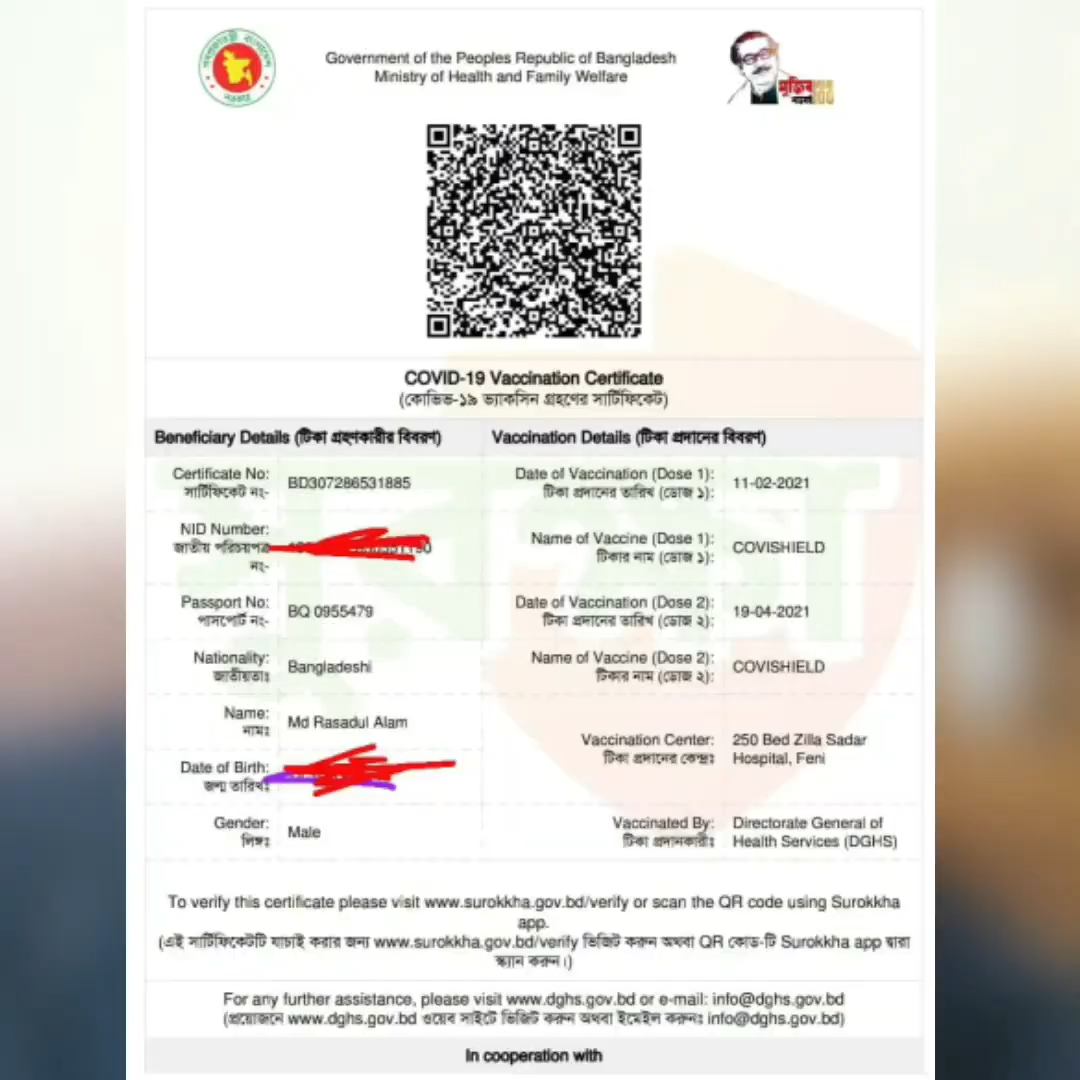 Government of the Peoples Republic of Bangladesh
Ministry of Health and Family Welfare
COVID-19 Vaccination Certificate
(কোভিড-১৯ ভ্যাকসিন গ্রহণের সার্টিফিকেট)
Beneficiary Details (টিকা গ্রহণকারীর বিবরণ)
Vaccination Details (টিকা প্রদানের বিবরণ)
Certificate No:
সার্টিফিকেট নং-
BD307286531885
NID Number:
জাতীয় পরিচয়পত্র
নং-
Passport No:
পাসপোর্ট নং-
BQ 0955479
Nationality:
জাতীয়তাঃ
Bangladeshi
Name:
নামঃ
Md Rasadul Alam
Date of Birth:
জন্ম তারিখঃ
Gender:
লিঙ্গঃ
Male
Date of Vaccination (Dose 1):
টিকা প্রদানের তারিখ (ডোজ ১):
11-02-2021
Name of Vaccine (Dose 1):
টিকার নাম (ডোজ ১):
COVISHIELD
Date of Vaccination (Dose 2):
টিকা প্রদানের তারিখ (ডোজ ২):
19-04-2021
Name of Vaccine (Dose 2):
টিকার নাম (ডোজ ২):
COVISHIELD
Vaccination Center:
টিকা প্রদানের কেন্দ্রঃ
250 Bed Zilla Sadar
Hospital, Feni
Vaccinated By:
টিকা প্রদানকারীঃ
Directorate General of
Health Services (DGHS)
To verify this certificate please visit www.surokkha.gov.bd/verify or scan the QR code using Surokkha
app.
(এই সার্টিফিকেটটি যাচাই করার জন্য www.surokkha.gov.bd/verify ভিজিট করুন অথবা QR কোড-টি Surokkha app দ্বারা
স্ক্যান করুন।)
For any further assistance, please visit www.dghs.gov.bd or e-mail: info@dghs.gov.bd
(প্রয়োজনে www.dghs.gov.bd ওয়েব সাইটে ভিজিট করুন অথবা ইমেইল করুনঃ info@dghs.gov.bd)
In cooperation with